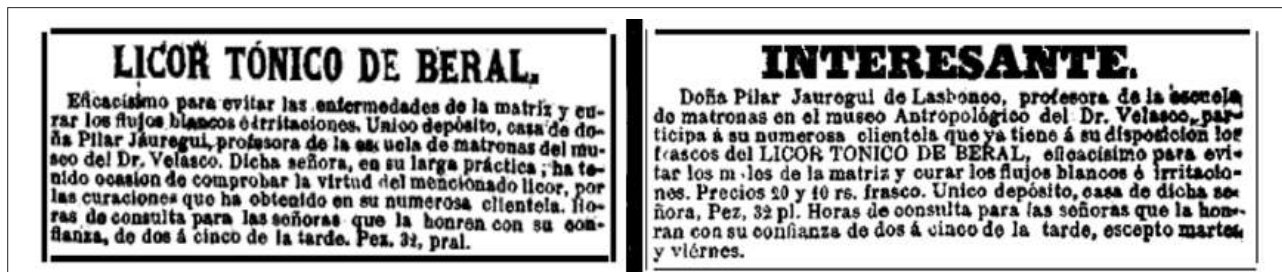 LICOR TÓNICO DE BERAL.
Eficacísimo para evitar las enfermedades de la matriz y cu-
rar los flujos blancos é irritaciones. Unico depósito, casa de do-
ña Pilar Jáuregui, profesora de la escuela de matronas del mu-
seo del Dr. Velasco. Dicha señora, en su larga práctica, ha te-
nido ocasion de comprobar la virtud del mencionado licor, por
las curaciones que ha obtenido en su numerosa clientela. Ho-
ras de consulta para las señoras que la honren con su con-
fianza, de dos á cinco de la tarde. Pez, 32, pral.
INTERESANTE.
Doña Pilar Jauregui de Lasbonco, profesora de la escuela
de matronas en el museo Antropológico del Dr. Velasco, par-
ticipa á su numerosa clientela que ya tiene á su disposicion los
frascos del LICOR TONICO DE BERAL, eficacísimo para evi-
tar los males de la matriz y curar los flujos blancos é irritacio-
nes. Precios 20 y 10 rs. frasco. Unico depósito, casa de dicha se-
ñora, Pez, 32 pl. Horas de consulta para las señoras que la hon-
ran con su confianza de dos á cinco de la tarde, escepto martes
y viérnes.